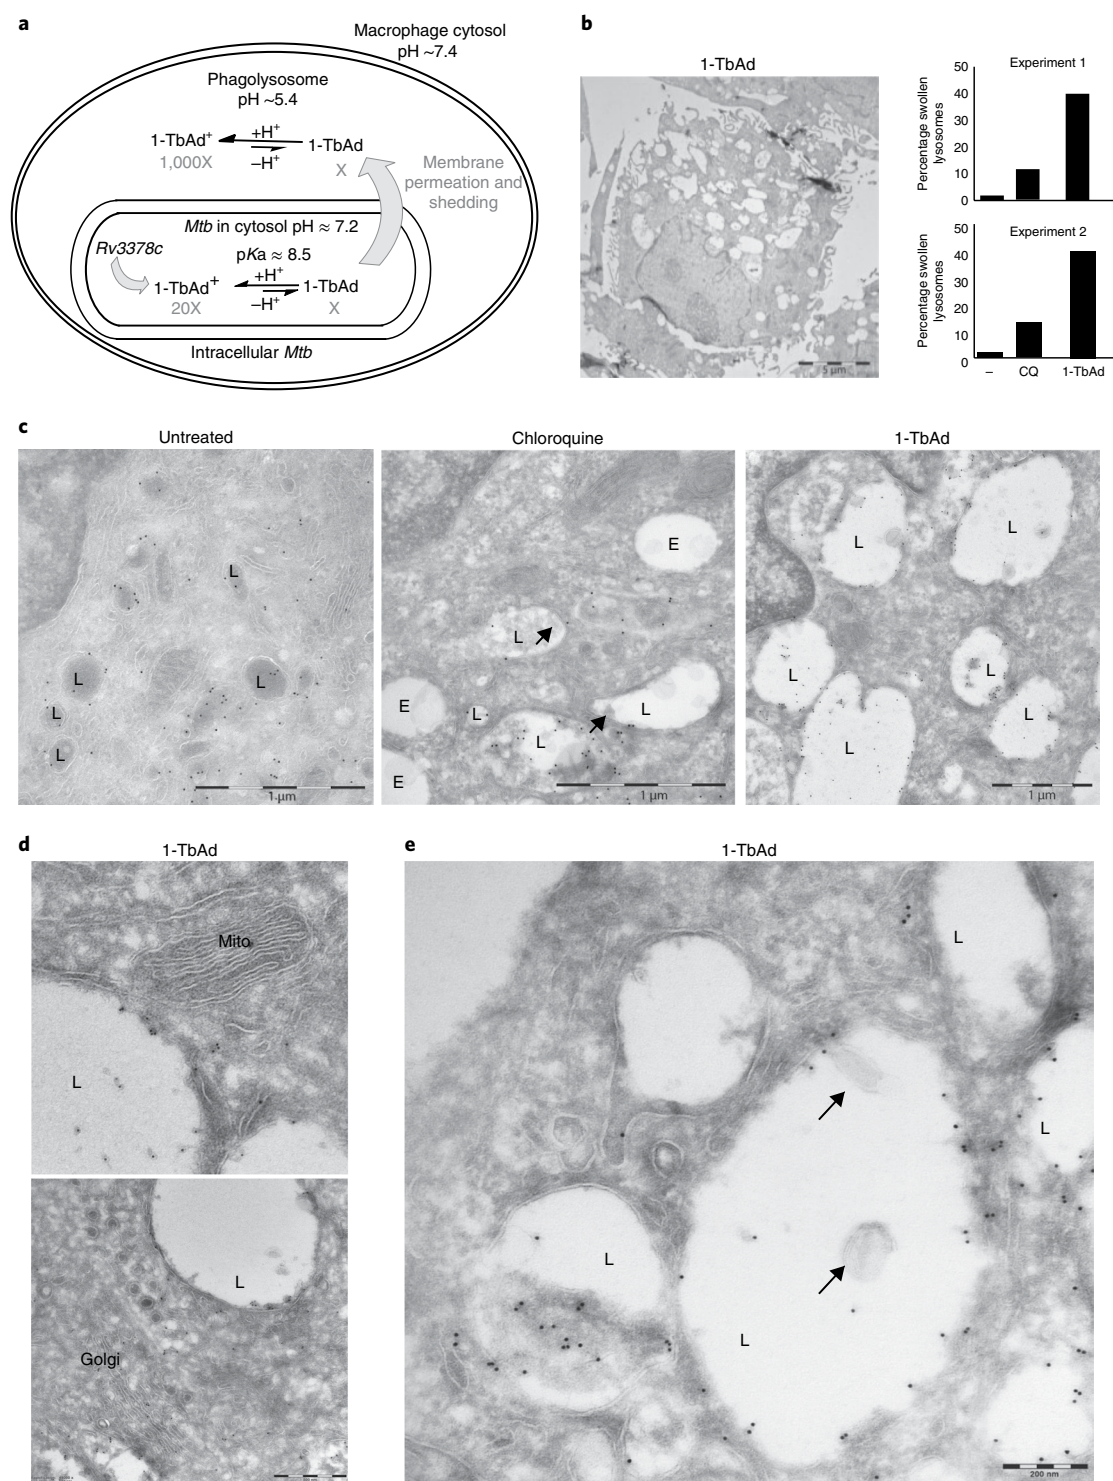 a
Macrophage cytosol
pH ~7.4
Phagolysosome
pH ~5.4
1-TbAd⁺
+H⁺
–H⁺
1-TbAd
1,000X
X
Membrane
permeation and
shedding
Mtb in cytosol pH ≈ 7.2
Rv3378c
pKa ≈ 8.5
1-TbAd⁺
+H⁺
–H⁺
1-TbAd
20X
X
Intracellular Mtb
b
1-TbAd
5 µm
Experiment 1
Percentage swollen
lysosomes
50
40
30
20
10
0
Experiment 2
Percentage swollen
lysosomes
50
40
30
20
10
0
–
CQ
1-TbAd
c
Untreated
L
L
L
L
L
1 µm
Chloroquine
E
L
E
L
L
L
E
1 µm
1-TbAd
L
L
L
L
L
L
1 µm
d
1-TbAd
Mito
L
L
Golgi
e
1-TbAd
L
L
L
L
200 nm